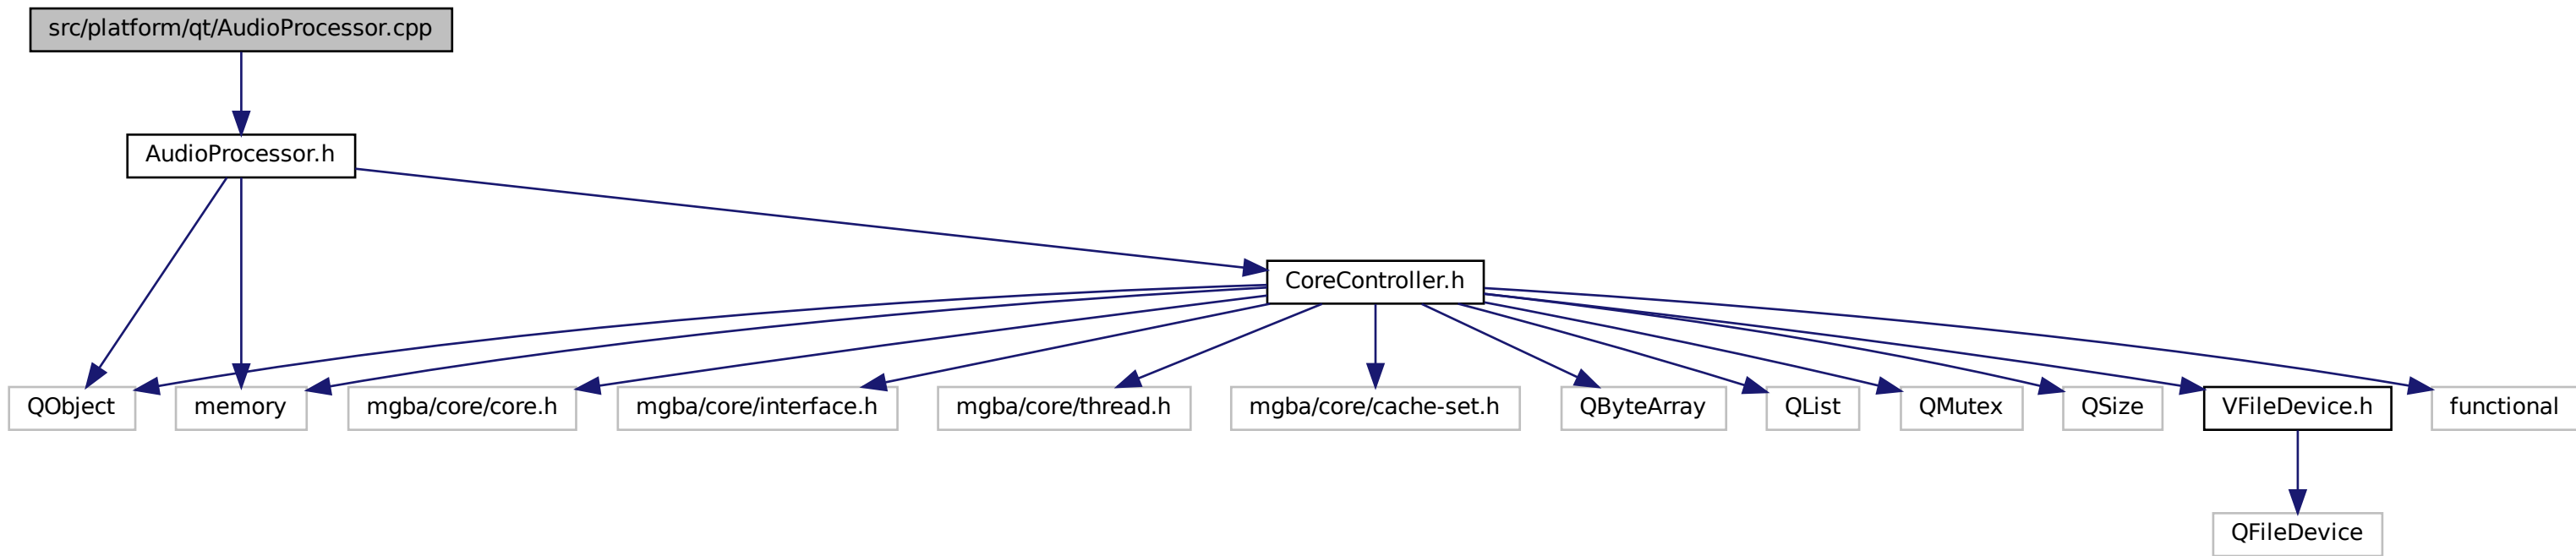 src/platform/qt/AudioProcessor.cpp
AudioProcessor.h
CoreController.h
QObject
memory
mgba/core/core.h
mgba/core/interface.h
mgba/core/thread.h
mgba/core/cache-set.h
QByteArray
QList
QMutex
QSize
VFileDevice.h
functional
QFileDevice